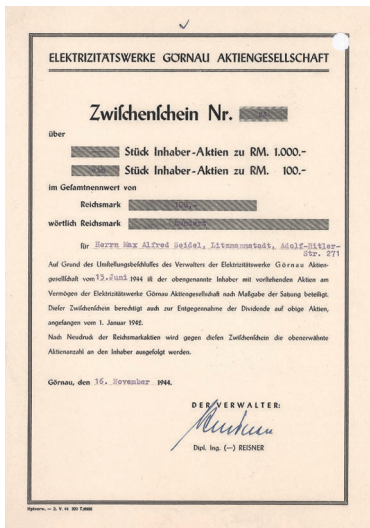 ELEKTRIZITÄTSWERKE GÖRNAU AKTIENGESELLSCHAFT
Zwischenschein Nr.
über
Stück Inhaber-Aktien zu RM. 1.000.-
Stück Inhaber-Aktien zu RM. 100.-
im Gesamtnennwert von
Reichsmark
wörtlich Reichsmark
für Herrn Max Alfred Seidel, Litzmannstadt, Adolf-Hitler-
Str. 271
Auf Grund des Umstellungsbeschlusses des Verwalters der Elektrizitätswerke Görnau Aktien-
gesellschaft vom 15. Juni 1944 ist der obengenannte Inhaber mit vorstehenden Aktien am
Vermögen der Elektrizitätswerke Görnau Aktiengesellschaft nach Maßgabe der Satzung beteiligt.
Dieser Zwischenschein berechtigt auch zur Entgegennahme der Dividende auf obige Aktien,
angefangen vom 1. Januar 1942.
Nach Neudruck der Reichsmarkaktien wird gegen diesen Zwischenschein die obenerwähnte
Aktienanzahl an den Inhaber ausgefolgt werden.
Görnau, den 16. November 1944.
DER VERWALTER:
Dipl. Ing. (—) REISNER